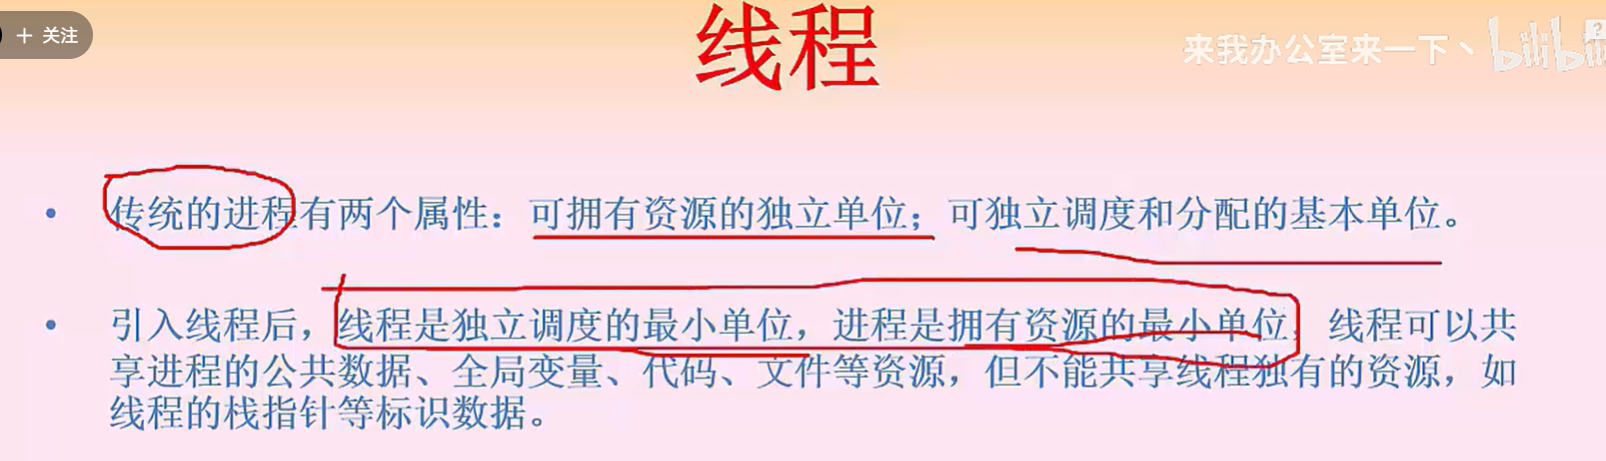 线程
+ 关注
来我办公室来一下丶 bilibili
• 传统的进程有两个属性：可拥有资源的独立单位；可独立调度和分配的基本单位。
• 引入线程后，线程是独立调度的最小单位，进程是拥有资源的最小单位，线程可以共
享进程的公共数据、全局变量、代码、文件等资源，但不能共享线程独有的资源，如
线程的栈指针等标识数据。